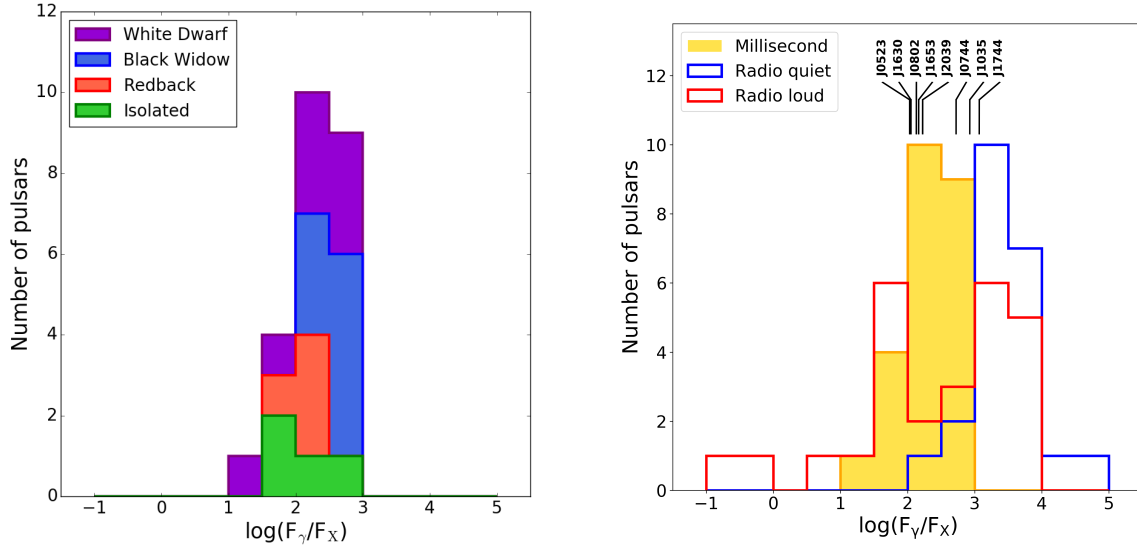 White Dwarf
Black Widow
Redback
Isolated
Number of pulsars
12
10
8
6
4
2
0
−1 0 1 2 3 4 5
log(Fγ/FX)
Millisecond
Radio quiet
Radio loud
J0523
J1630
J0802
J1653
J2039
J0744
J1035
J1744
Number of pulsars
12
10
8
6
4
2
0
−1 0 1 2 3 4 5
log(Fγ/FX)